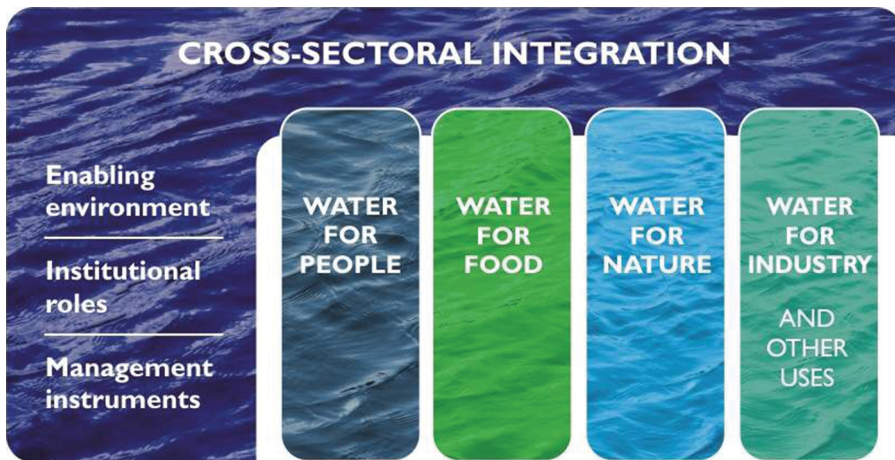 CROSS-SECTORAL INTEGRATION
Enabling
environment
Institutional
roles
Management
instruments
WATER
FOR
PEOPLE
WATER
FOR
FOOD
WATER
FOR
NATURE
WATER
FOR
INDUSTRY
AND
OTHER
USES